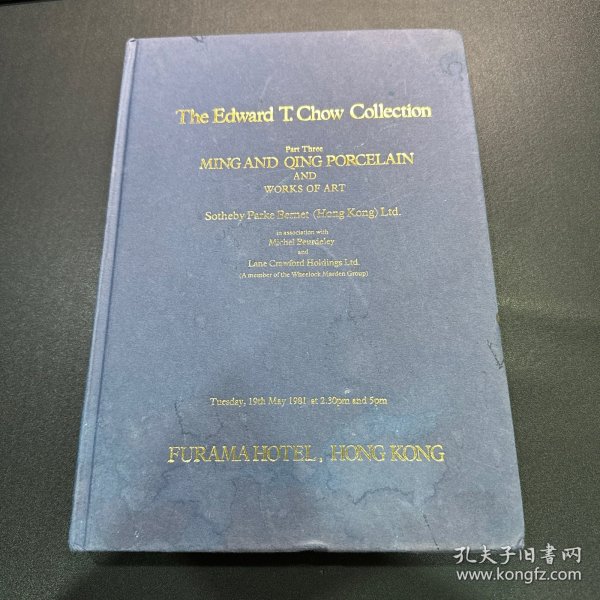 The Edward T. Chow Collection
Part Three
MING AND QING PORCELAIN
AND
WORKS OF ART
Sotheby Parke Bernet (Hong Kong) Ltd.
in association with
Michel Beurdeley
and
Lane Crawford Holdings Ltd.
(A member of the Wheelock Marden Group)
Tuesday, 19th May 1981 at 2.30pm and 5pm
FURAMA HOTEL, HONG KONG
孔夫子旧書网
www.kongfz.com